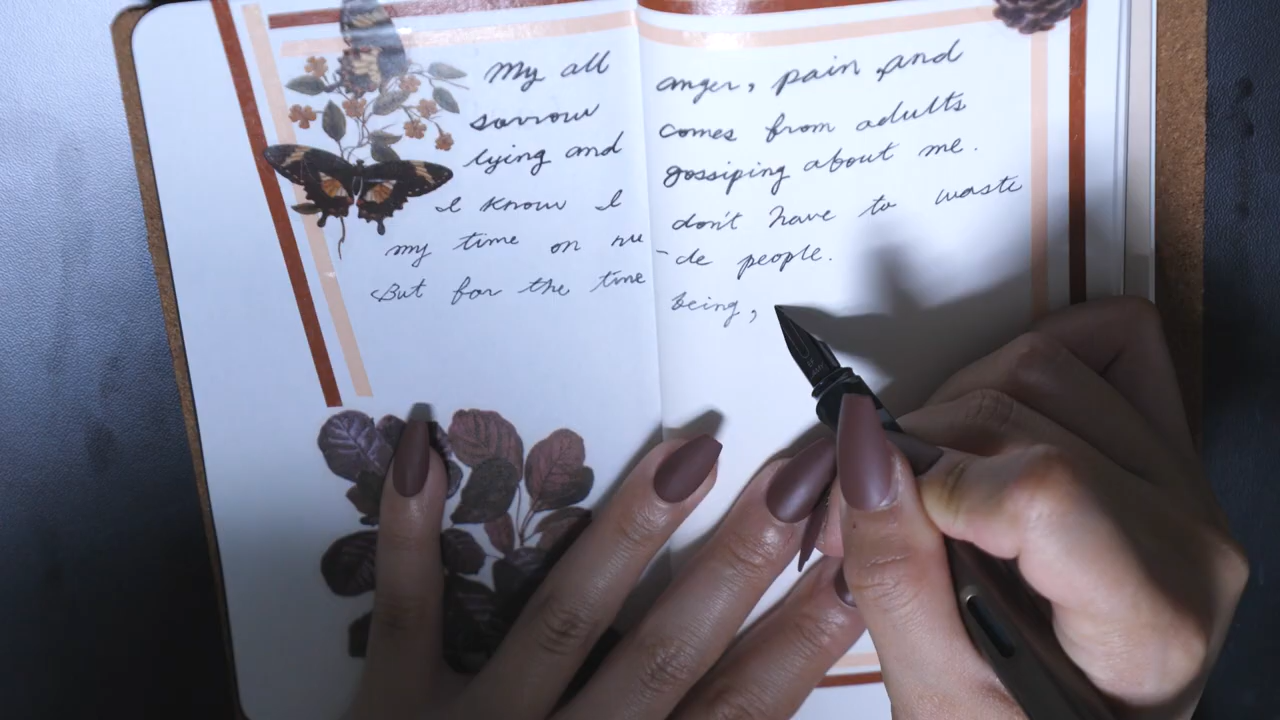 My all anger, pain, and
sorrow comes from adults
lying and gossiping about me.
I know I don't have to waste
my time on ru-de people.
But for the time being,